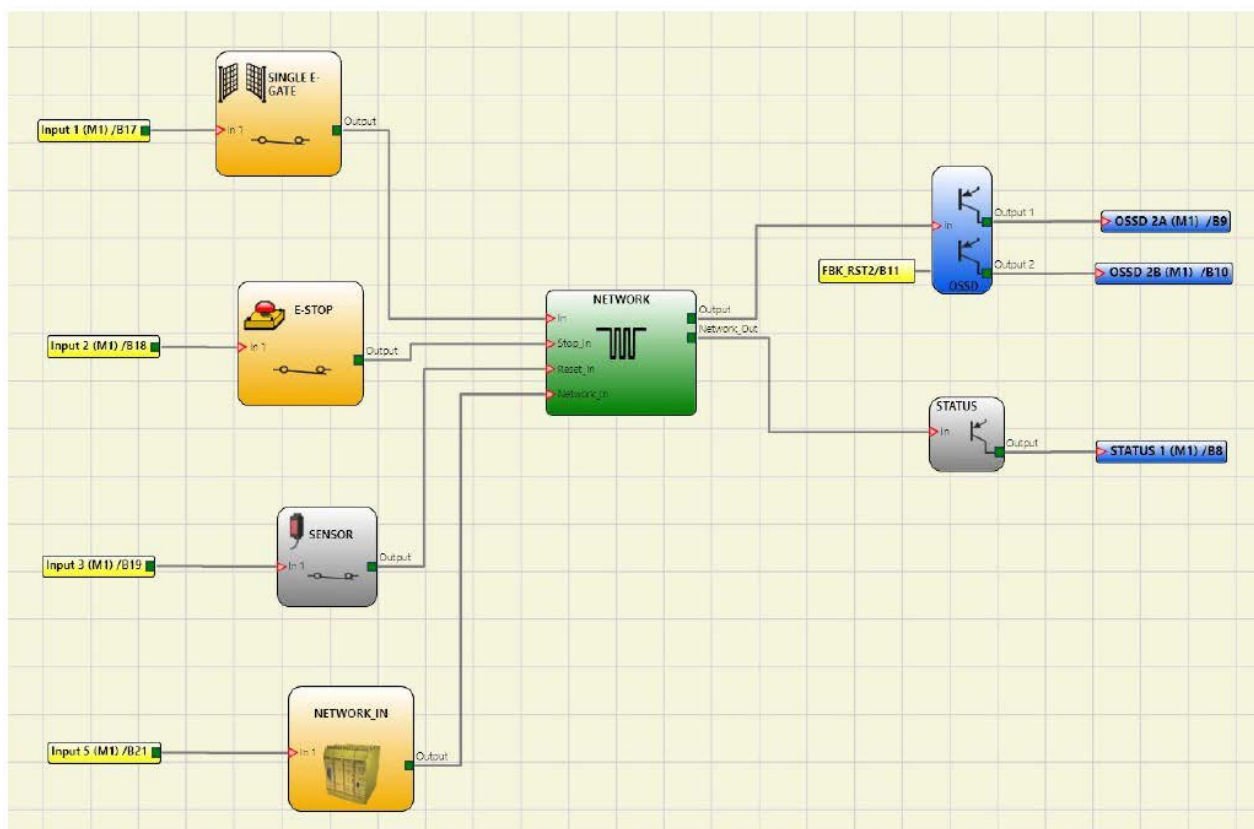 SINGLE E-
GATE
Input 1 (M1) /B17
In 1
Output
E-STOP
Input 2 (M1) /B18
In 1
Output
SENSOR
Input 3 (M1) /B19
In 1
Output
NETWORK_IN
Input 5 (M1) /B21
In 1
Output
NETWORK
In
Stop_In
Reset_In
Network_In
Output
Network_Out
In
Output 1
Output 2
OSSD
FBK_RST2/B11
OSSD 2A (M1) /B9
OSSD 2B (M1) /B10
STATUS
In
Output
STATUS 1 (M1) /B8